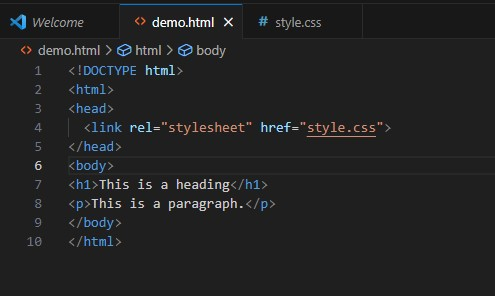 Welcome demo.html style.css
demo.html > html > body
1 <!DOCTYPE html>
2 <html>
3 <head>
4   <link rel="stylesheet" href="style.css">
5 </head>
6 <body>
7 <h1>This is a heading</h1>
8 <p>This is a paragraph.</p>
9 </body>
10 </html>